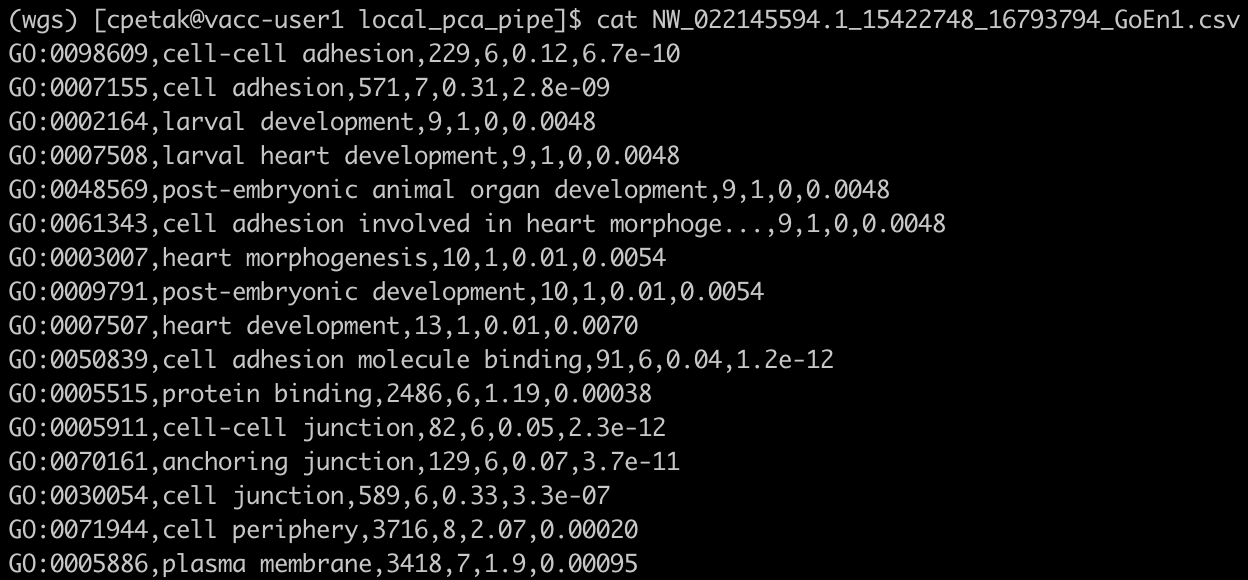 (wgs) [cpetak@vacc-user1 local_pca_pipe]$ cat NW_022145594.1_15422748_16793794_GoEn1.csv
GO:0098609,cell-cell adhesion,229,6,0.12,6.7e-10
GO:0007155,cell adhesion,571,7,0.31,2.8e-09
GO:0002164,larval development,9,1,0,0.0048
GO:0007508,larval heart development,9,1,0,0.0048
GO:0048569,post-embryonic animal organ development,9,1,0,0.0048
GO:0061343,cell adhesion involved in heart morphoge...,9,1,0,0.0048
GO:0003007,heart morphogenesis,10,1,0.01,0.0054
GO:0009791,post-embryonic development,10,1,0.01,0.0054
GO:0007507,heart development,13,1,0.01,0.0070
GO:0050839,cell adhesion molecule binding,91,6,0.04,1.2e-12
GO:0005515,protein binding,2486,6,1.19,0.00038
GO:0005911,cell-cell junction,82,6,0.05,2.3e-12
GO:0070161,anchoring junction,129,6,0.07,3.7e-11
GO:0030054,cell junction,589,6,0.33,3.3e-07
GO:0071944,cell periphery,3716,8,2.07,0.00020
GO:0005886,plasma membrane,3418,7,1.9,0.00095